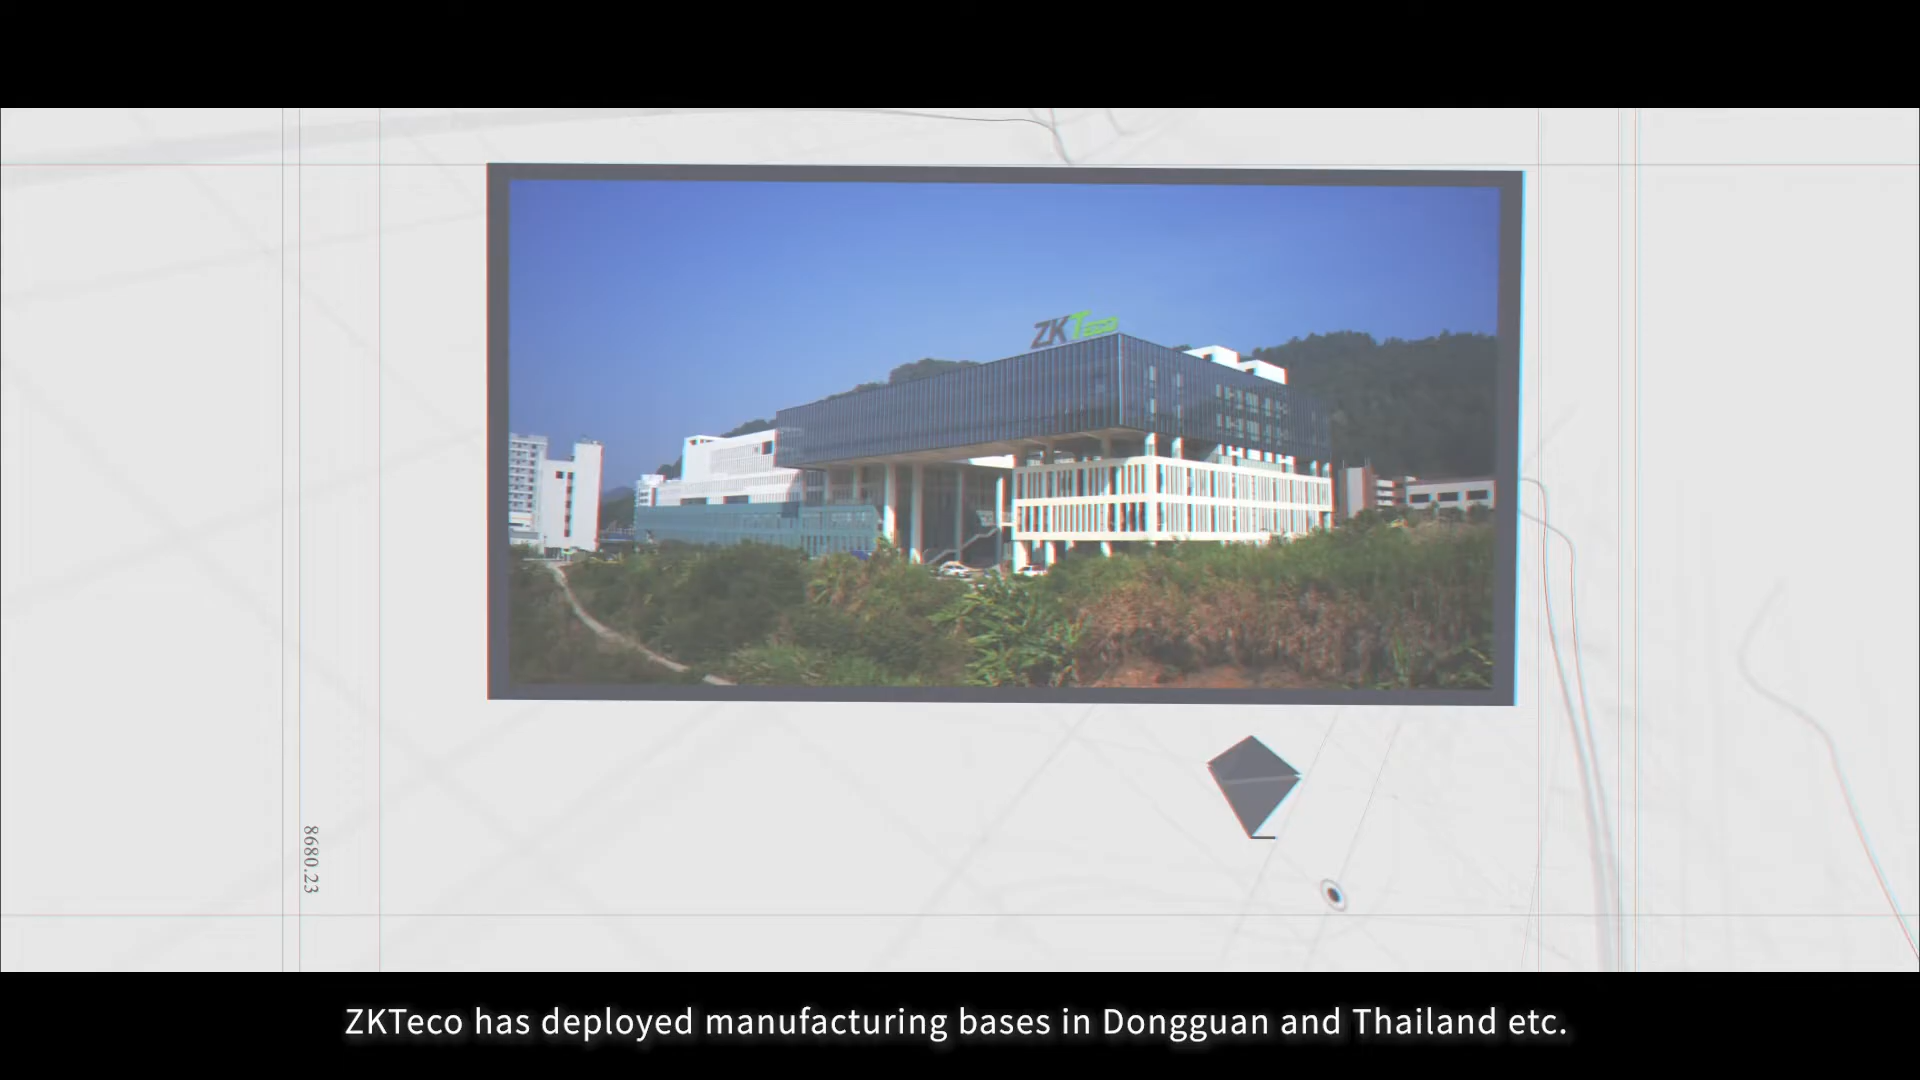 ZKTeco
8680.23
ZKTeco has deployed manufacturing bases in Dongguan and Thailand etc.